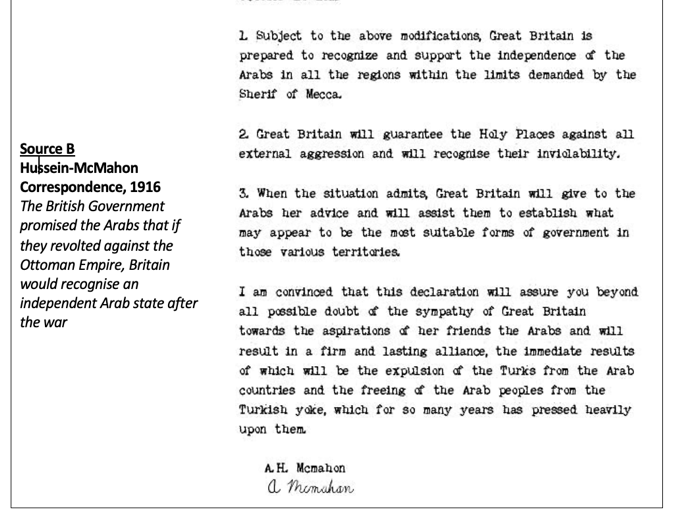 Source B
Hussein-McMahon
Correspondence, 1916
The British Government
promised the Arabs that if
they revolted against the
Ottoman Empire, Britain
would recognise an
independent Arab state after
the war
1. Subject to the above modifications, Great Britain is
prepared to recognize and support the independence of the
Arabs in all the regions within the limits demanded by the
Sherif of Mecca.
2. Great Britain will guarantee the Holy Places against all
external aggression and will recognise their inviolability.
3. When the situation admits, Great Britain will give to the
Arabs her advice and will assist them to establish what
may appear to be the most suitable forms of government in
those various territories.
I am convinced that this declaration will assure you beyond
all possible doubt of the sympathy of Great Britain
towards the aspirations of her friends the Arabs and will
result in a firm and lasting alliance, the immediate results
of which will be the expulsion of the Turks from the Arab
countries and the freeing of the Arab peoples from the
Turkish yoke, which for so many years has pressed heavily
upon them.
A.H. Mcmahon
A Mcmahan